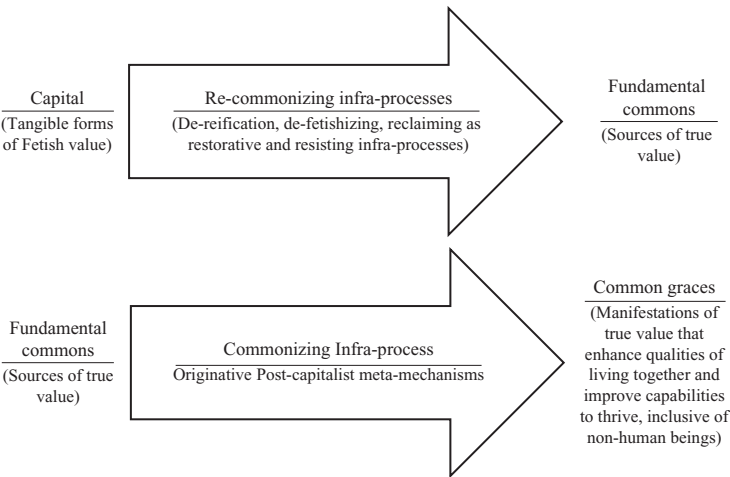 Capital
(Tangible forms
of Fetish value)
Re-commonizing infra-processes
(De-reification, de-fetishizing, reclaiming as
restorative and resisting infra-processes)
Fundamental
commons
(Sources of true
value)
Fundamental
commons
(Sources of true
value)
Commonizing Infra-process
Originative Post-capitalist meta-mechanisms
Common graces
(Manifestations of
true value that
enhance qualities of
living together and
improve capabilities
to thrive, inclusive of
non-human beings)